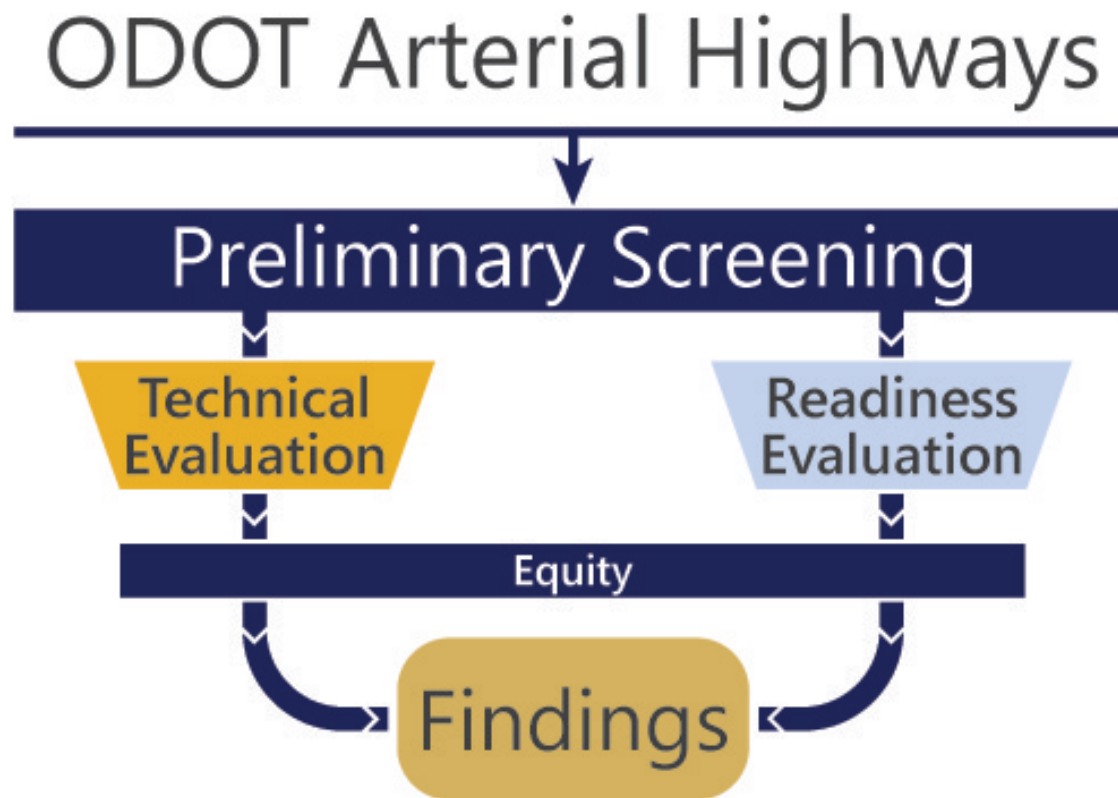 ODOT Arterial Highways
Preliminary Screening
Technical
Evaluation
Readiness
Evaluation
Equity
Findings